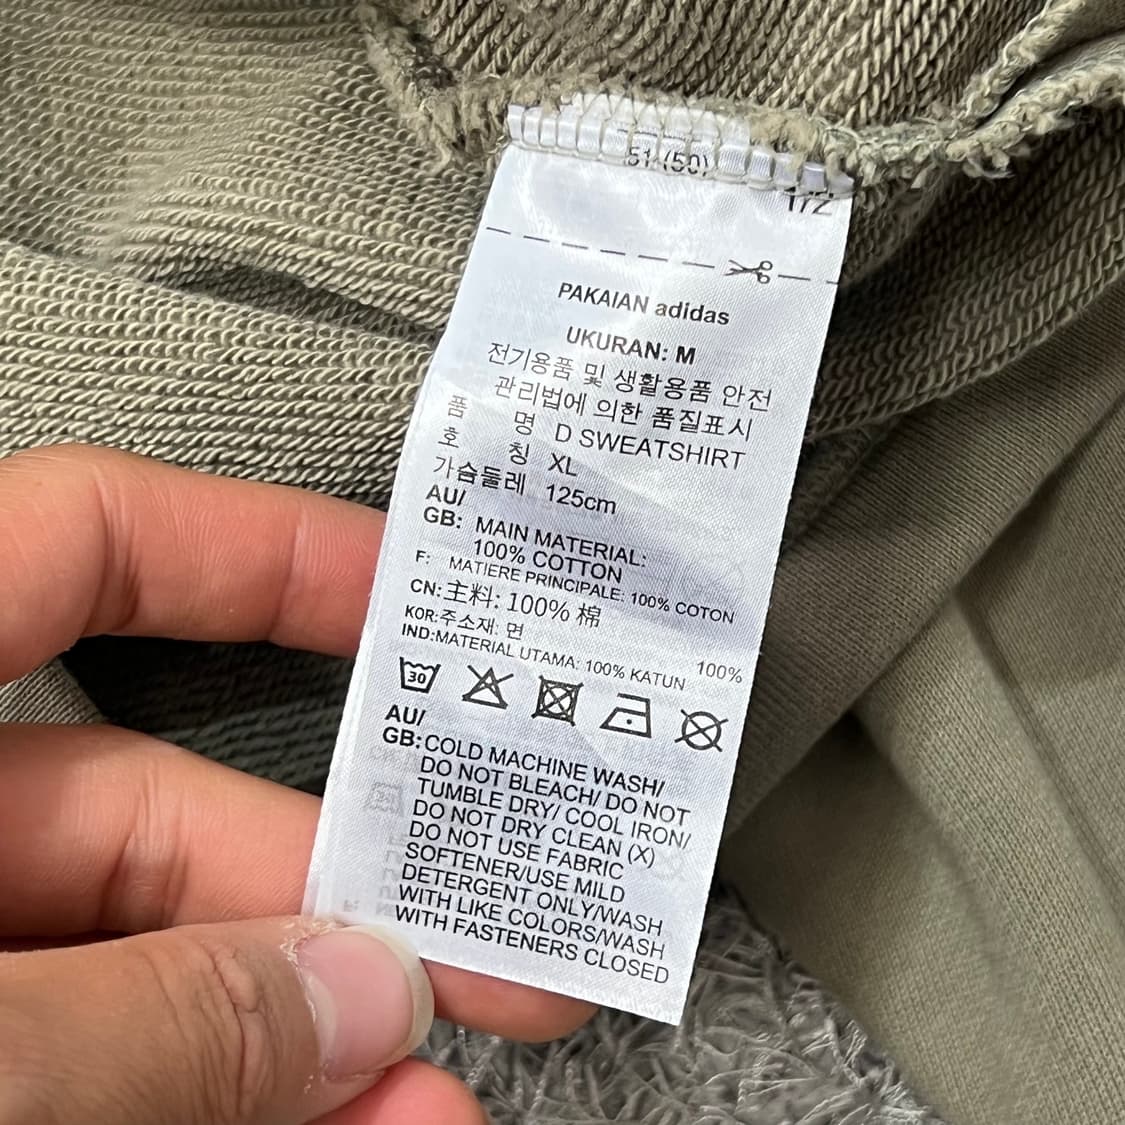 51 (50)
1/2
PAKAIAN adidas
UKURAN: M
전기용품 및 생활용품 안전
관리법에 의한 품질표시
품 명 D SWEATSHIRT
호 칭 XL
가슴둘레 125cm
AU/
GB: MAIN MATERIAL:
100% COTTON
F: MATIERE PRINCIPALE: 100% COTON
CN:主料: 100% 棉
KOR:주소재: 면 100%
IND:MATERIAL UTAMA: 100% KATUN
30
AU/
GB:COLD MACHINE WASH/
DO NOT BLEACH/ DO NOT
TUMBLE DRY/ COOL IRON/
DO NOT DRY CLEAN (X)
DO NOT USE FABRIC
SOFTENER/USE MILD
DETERGENT ONLY/WASH
WITH LIKE COLORS/WASH
WITH FASTENERS CLOSED